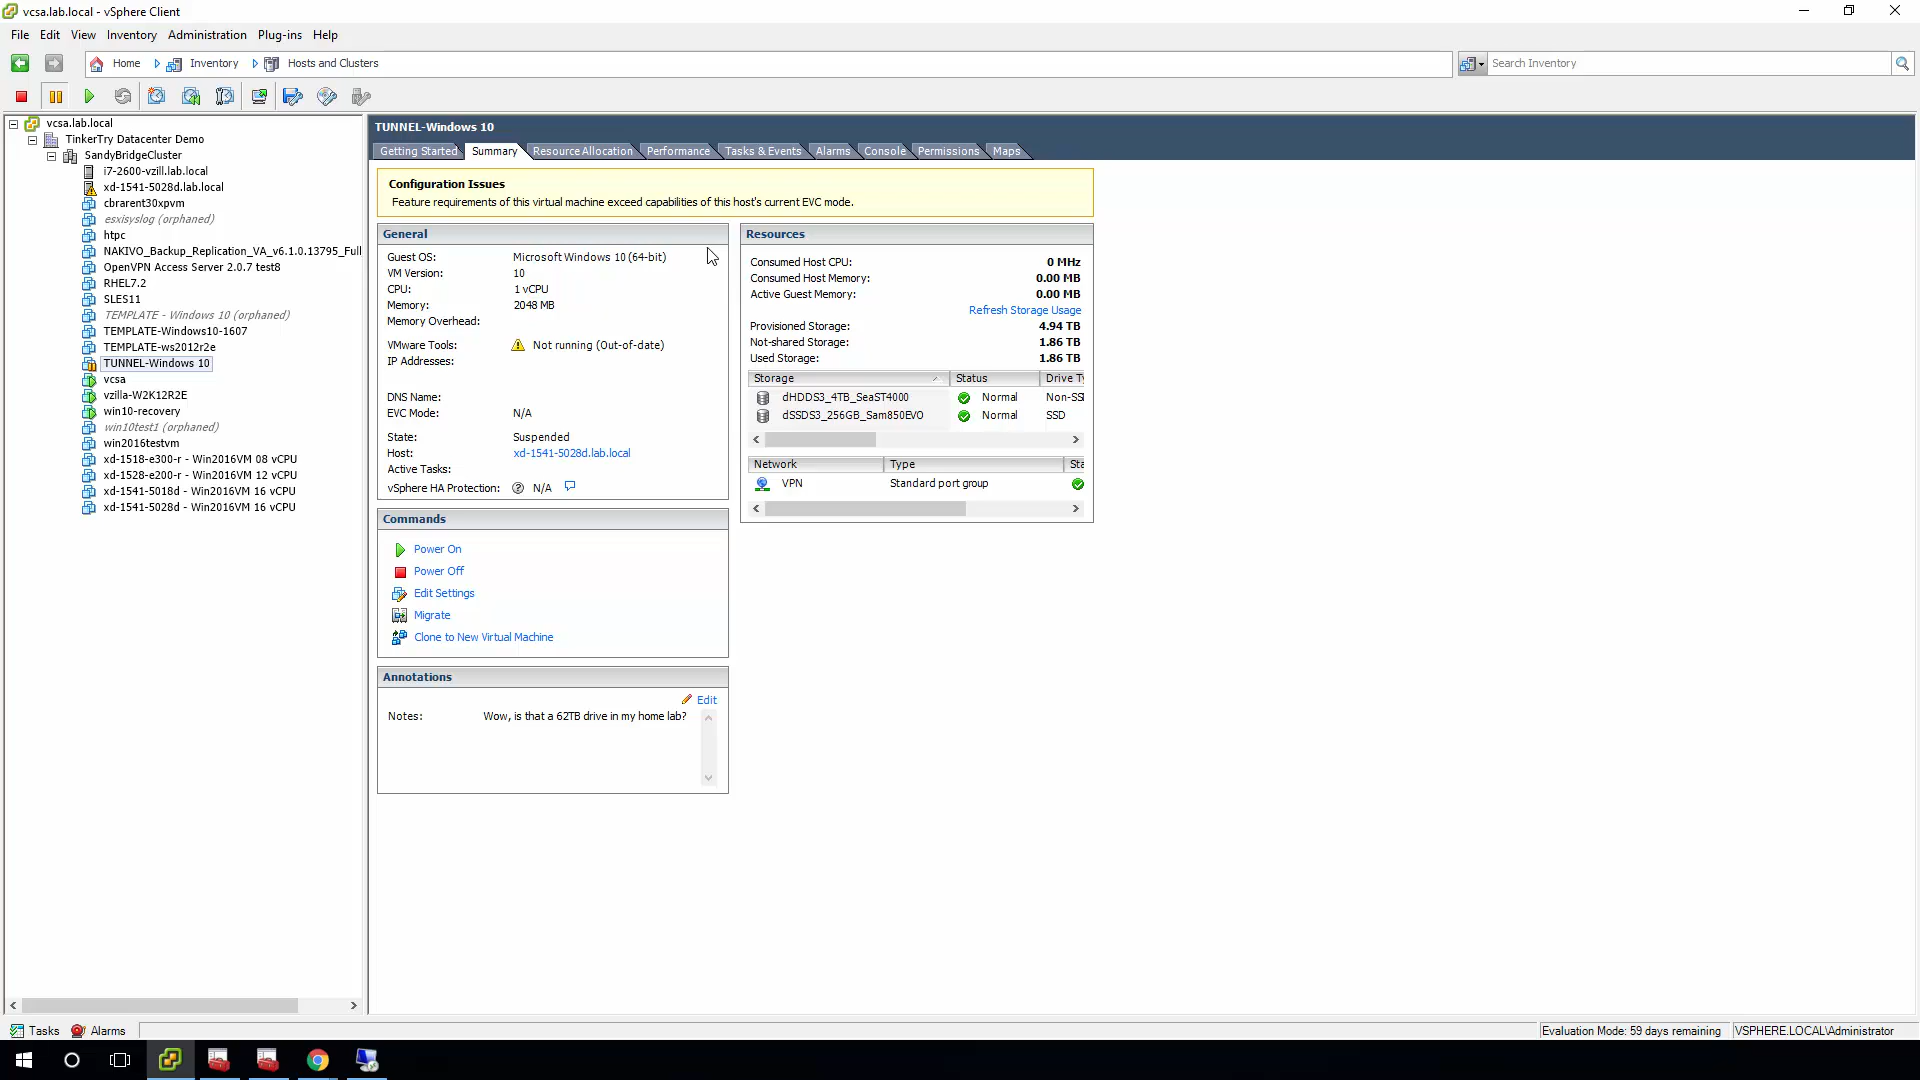 vcsa.lab.local - vSphere Client
File Edit View Inventory Administration Plug-ins Help
Home Inventory Hosts and Clusters Search Inventory
vcsa.lab.local
TinkerTry Datacenter Demo
SandyBridgeCluster
i7-2600-vzill.lab.local
xd-1541-5028d.lab.local
cbrarent30xpvm
esxisyslog (orphaned)
htpc
NAKIVO_Backup_Replication_VA_v6.1.0.13795_Full
OpenVPN Access Server 2.0.7 test8
RHEL7.2
SLES11
TEMPLATE - Windows 10 (orphaned)
TEMPLATE-Windows10-1607
TEMPLATE-ws2012r2e
TUNNEL-Windows 10
vcsa
vzilla-W2K12R2E
win10-recovery
win10test1 (orphaned)
win2016testvm
xd-1518-e300-r - Win2016VM 08 vCPU
xd-1528-e200-r - Win2016VM 12 vCPU
xd-1541-5018d - Win2016VM 16 vCPU
xd-1541-5028d - Win2016VM 16 vCPU
TUNNEL-Windows 10
Getting Started Summary Resource Allocation Performance Tasks & Events Alarms Console Permissions Maps
Configuration Issues
Feature requirements of this virtual machine exceed capabilities of this host's current EVC mode.
General
Guest OS: Microsoft Windows 10 (64-bit)
VM Version: 10
CPU: 1 vCPU
Memory: 2048 MB
Memory Overhead:
VMware Tools: Not running (Out-of-date)
IP Addresses:
DNS Name:
EVC Mode: N/A
State: Suspended
Host: xd-1541-5028d.lab.local
Active Tasks:
vSphere HA Protection: N/A
Commands
Power On
Power Off
Edit Settings
Migrate
Clone to New Virtual Machine
Annotations
Edit
Notes: Wow, is that a 62TB drive in my home lab?
Resources
Consumed Host CPU: 0 MHz
Consumed Host Memory: 0.00 MB
Active Guest Memory: 0.00 MB
Refresh Storage Usage
Provisioned Storage: 4.94 TB
Not-shared Storage: 1.86 TB
Used Storage: 1.86 TB
Storage Status Drive Ty
dHDDS3_4TB_SeaST4000 Normal Non-SS
dSSDS3_256GB_Sam850EVO Normal SSD
Network Type Sta
VPN Standard port group
Tasks Alarms Evaluation Mode: 59 days remaining VSPHERE.LOCAL\Administrator